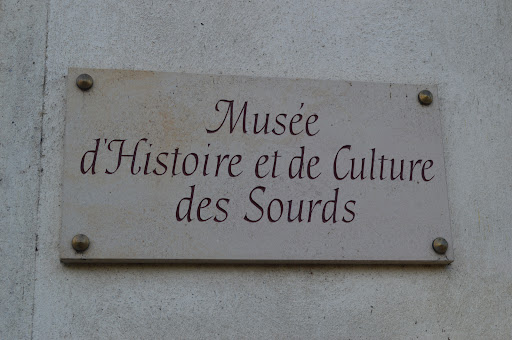 Musée
d'Histoire et de Culture
des Sourds